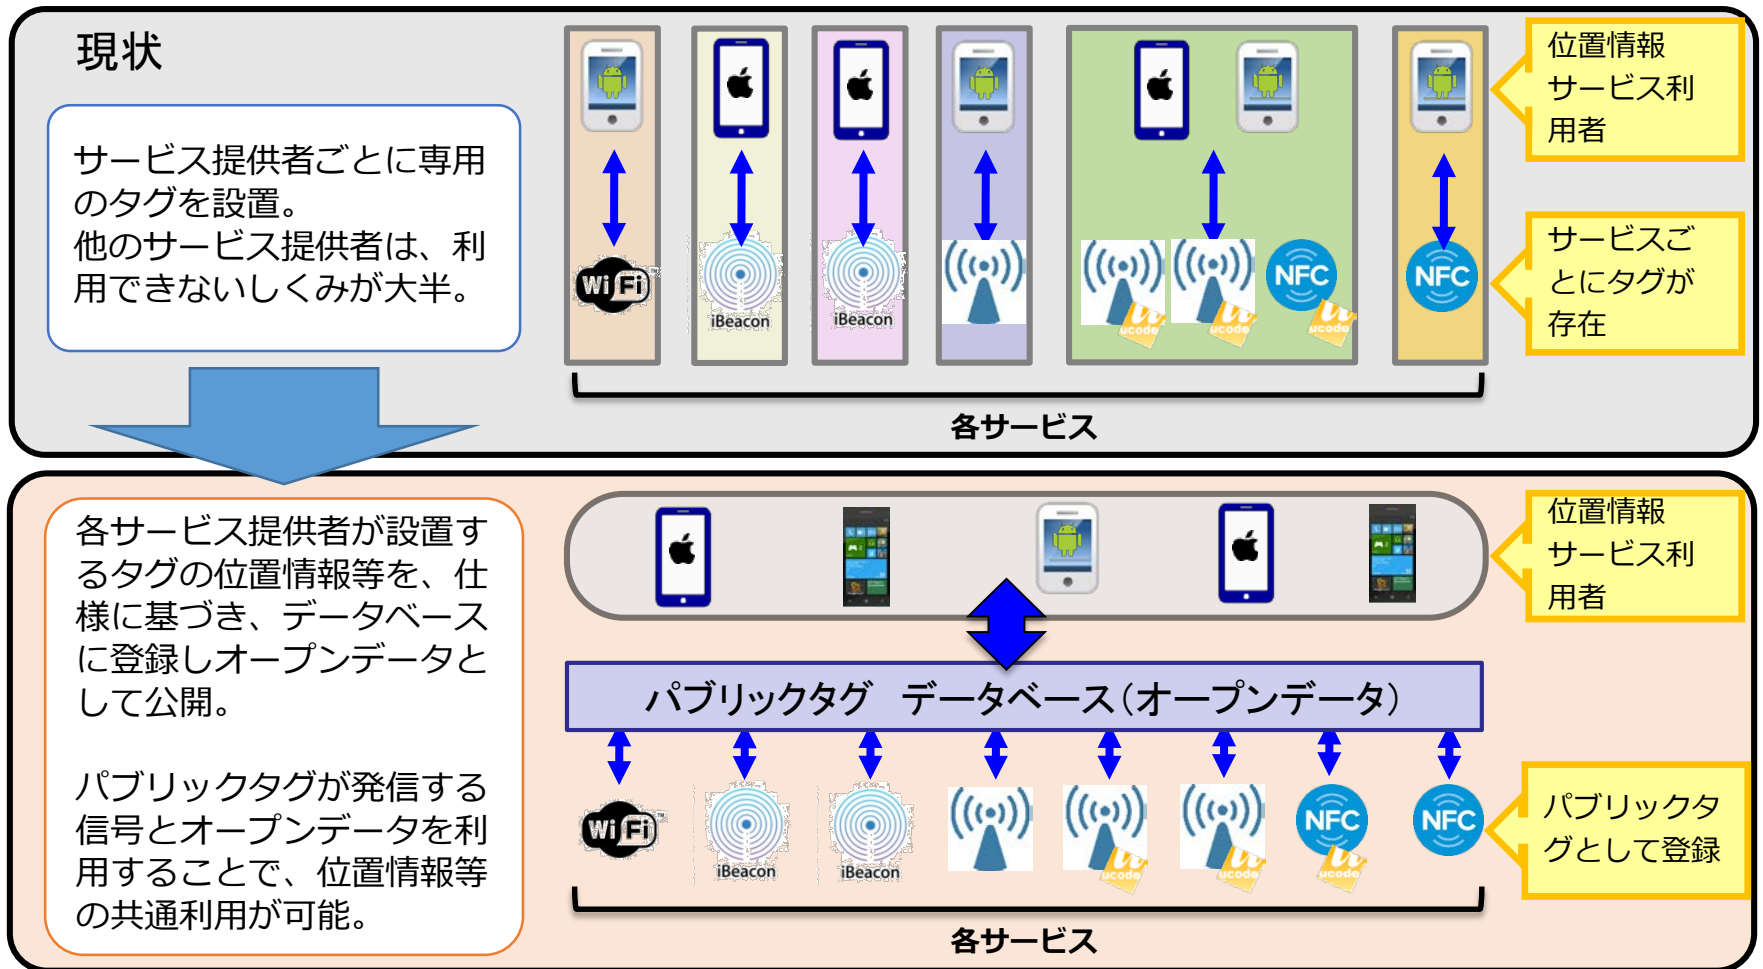 現状
サービス提供者ごとに専用
のタグを設置。
他のサービス提供者は、利
用できないしくみが大半。
位置情報
サービス利
用者
サービスご
とにタグが
存在
WiFi
iBeacon
iBeacon
ucode
ucode
NFC
ucode
NFC
各サービス
各サービス提供者が設置す
るタグの位置情報等を、仕
様に基づき、データベース
に登録しオープンデータと
して公開。
パブリックタグが発信する
信号とオープンデータを利
用することで、位置情報等
の共通利用が可能。
位置情報
サービス利
用者
パブリックタグ　データベース(オープンデータ)
WiFi
iBeacon
iBeacon
ucode
ucode
NFC
ucode
NFC
パブリックタ
グとして登録
各サービス